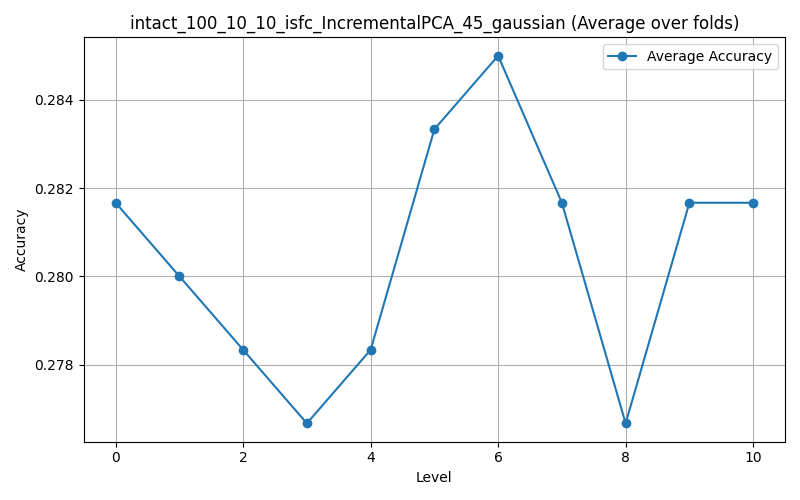 intact_100_10_10_isfc_IncrementalPCA_45_gaussian (Average over folds)
Average Accuracy
Accuracy
0.284
0.282
0.280
0.278
0 2 4 6 8 10
Level